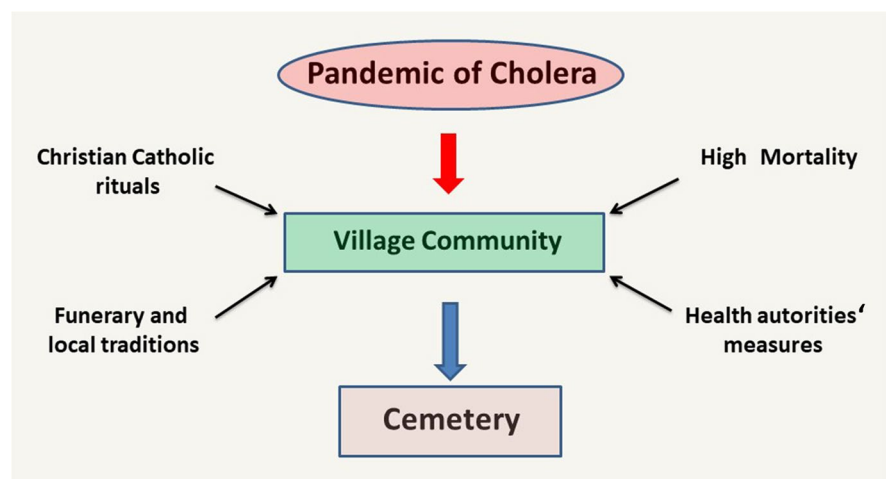 Pandemic of Cholera
Christian Catholic
rituals
High Mortality
Village Community
Funerary and
local traditions
Health autorities‘
measures
Cemetery